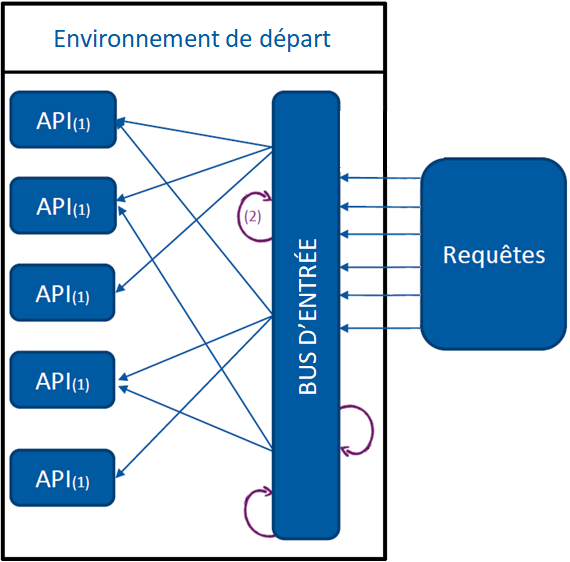 Environnement de départ
API(1)
API(1)
API(1)
API(1)
API(1)
(2)
BUS D’ENTRÉE
Requêtes